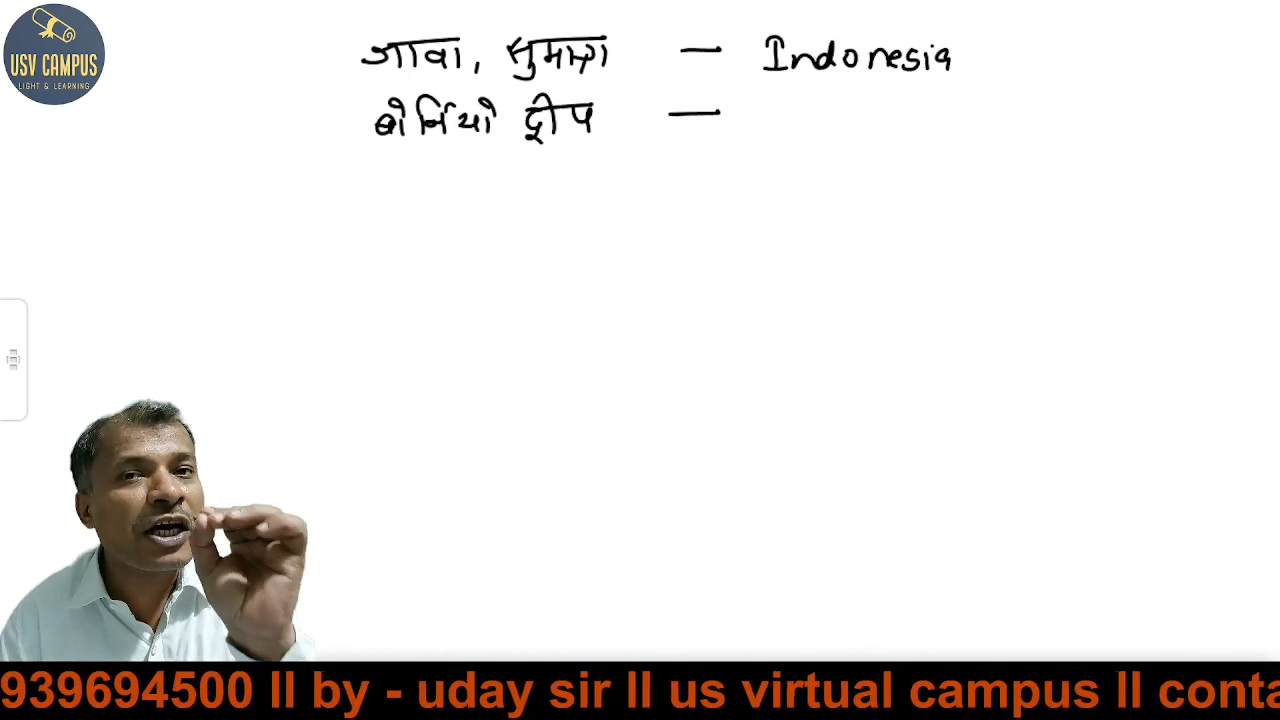 USV CAMPUS
LIGHT & LEARNING
जावा, सुमात्रा — Indonesia
बोर्नियो द्वीप —
939694500 ll by - uday sir ll us virtual campus ll conta